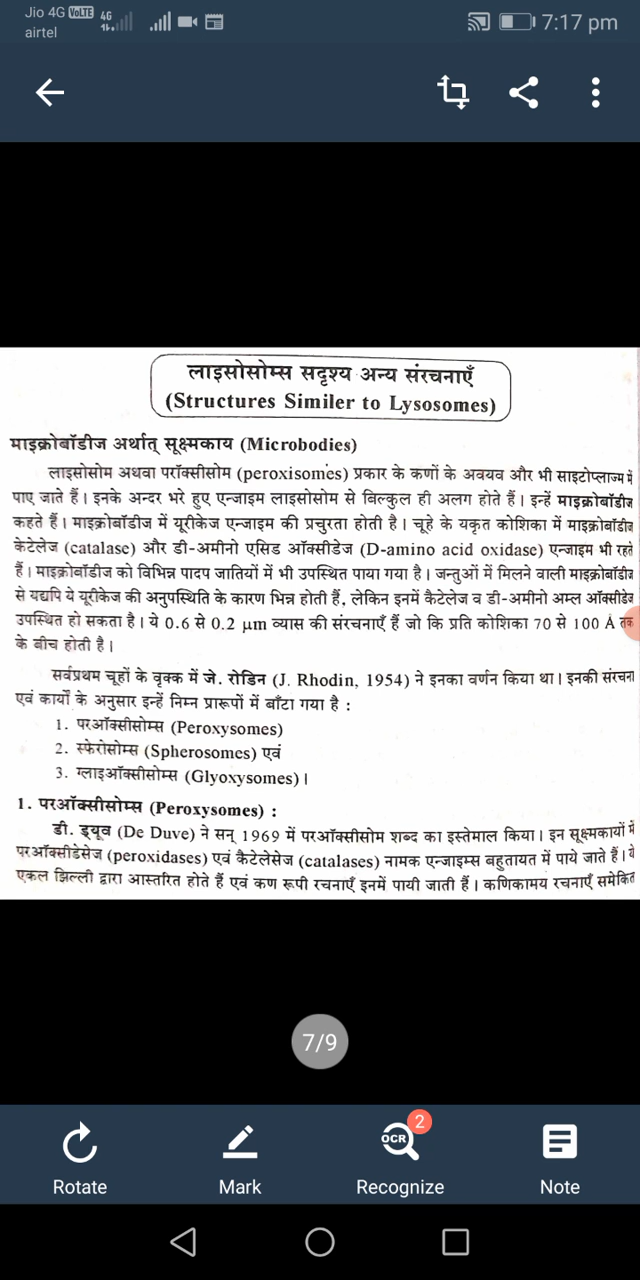 Jio 4G VoLTE 4G
airtel
7:17 pm
लाइसोसोम्स सदृश्य अन्य संरचनाएँ
(Structures Similer to Lysosomes)
माइक्रोबॉडीज अर्थात् सूक्ष्मकाय (Microbodies)
लाइसोसोम अथवा परॉक्सीसोम (peroxisomes) प्रकार के कणों के अवयव और भी साइटोप्लाज्म में
पाए जाते हैं। इनके अन्दर भरे हुए एन्जाइम लाइसोसोम से बिल्कुल ही अलग होते हैं। इन्हें माइक्रोबॉडीज
कहते हैं। माइक्रोबॉडीज में यूरीकेज एन्जाइम की प्रचुरता होती है। चूहे के यकृत कोशिका में माइक्रोबॉडीज
केटेलेज (catalase) और डी-अमीनो एसिड ऑक्सीडेज (D-amino acid oxidase) एन्जाइम भी रहते
हैं। माइक्रोबॉडीज को विभिन्न पादप जातियों में भी उपस्थित पाया गया है। जन्तुओं में मिलने वाली माइक्रोबॉडीज
से यद्यपि ये यूरीकेज की अनुपस्थिति के कारण भिन्न होती हैं, लेकिन इनमें कैटेलेज व डी-अमीनो अम्ल ऑक्सीडेज
उपस्थित हो सकता है। ये 0.6 से 0.2 μm व्यास की संरचनाएँ हैं जो कि प्रति कोशिका 70 से 100 Å तक
के बीच होती है।
सर्वप्रथम चूहों के वृक्क में जे. रोडिन (J. Rhodin, 1954) ने इनका वर्णन किया था। इनकी संरचना
एवं कार्यों के अनुसार इन्हें निम्न प्रारूपों में बाँटा गया है :
1. परऑक्सीसोम्स (Peroxysomes)
2. स्फेरोसोम्स (Spherosomes) एवं
3. ग्लाइऑक्सीसोम्स (Glyoxysomes)।
1. परऑक्सीसोम्स (Peroxysomes) :
डी. ड्यूव (De Duve) ने सन् 1969 में परऑक्सीसोम शब्द का इस्तेमाल किया। इन सूक्ष्मकायों में
परऑक्सीडेसेज (peroxidases) एवं कैटेलेसेज (catalases) नामक एन्जाइम्स बहुतायत में पाये जाते हैं। ये
एकल झिल्ली द्वारा आस्तरित होते हैं एवं कण रूपी रचनाएँ इनमें पायी जाती हैं। कणिकामय रचनाएँ समेकित
7/9
OCR 2
Rotate Mark Recognize Note